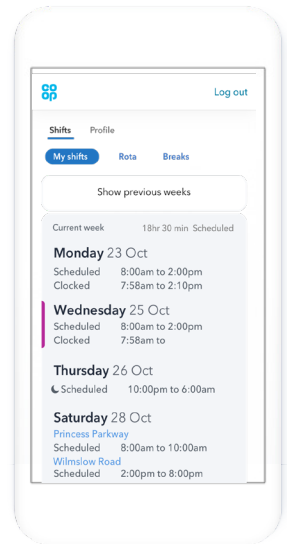 co
op
Log out
Shifts Profile
My shifts Rota Breaks
Show previous weeks
Current week 18hr 30 min Scheduled
Monday 23 Oct
Scheduled 8:00am to 2:00pm
Clocked 7:58am to 2:10pm
Wednesday 25 Oct
Scheduled 8:00am to 2:00pm
Clocked 7:58am to
Thursday 26 Oct
Scheduled 10:00pm to 6:00am
Saturday 28 Oct
Princess Parkway
Scheduled 8:00am to 10:00am
Wilmslow Road
Scheduled 2:00pm to 8:00pm